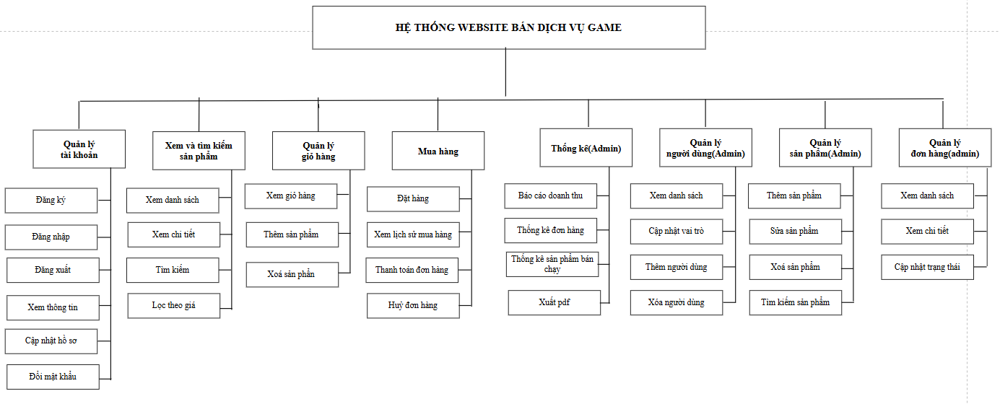 HỆ THỐNG WEBSITE BÁN DỊCH VỤ GAME
Quản lý
tài khoản
Đăng ký
Đăng nhập
Đăng xuất
Xem thông tin
Cập nhật hồ sơ
Đổi mật khẩu
Xem và tìm kiếm
sản phẩm
Xem danh sách
Xem chi tiết
Tìm kiếm
Lọc theo giá
Quản lý
giỏ hàng
Xem giỏ hàng
Thêm sản phẩm
Xoá sản phẩn
Mua hàng
Đặt hàng
Xem lịch sử mua hàng
Thanh toán đơn hàng
Huỷ đơn hàng
Thống kê(Admin)
Báo cáo doanh thu
Thống kê đơn hàng
Thống kê sản phẩm bán
chạy
Xuất pdf
Quản lý
người dùng(Admin)
Xem danh sách
Cập nhật vai trò
Thêm người dùng
Xóa người dùng
Quản lý
sản phẩm(Admin)
Thêm sản phẩm
Sửa sản phẩm
Xoá sản phẩm
Tìm kiếm sản phẩm
Quản lý
đơn hàng(admin)
Xem danh sách
Xem chi tiết
Cập nhật trạng thái